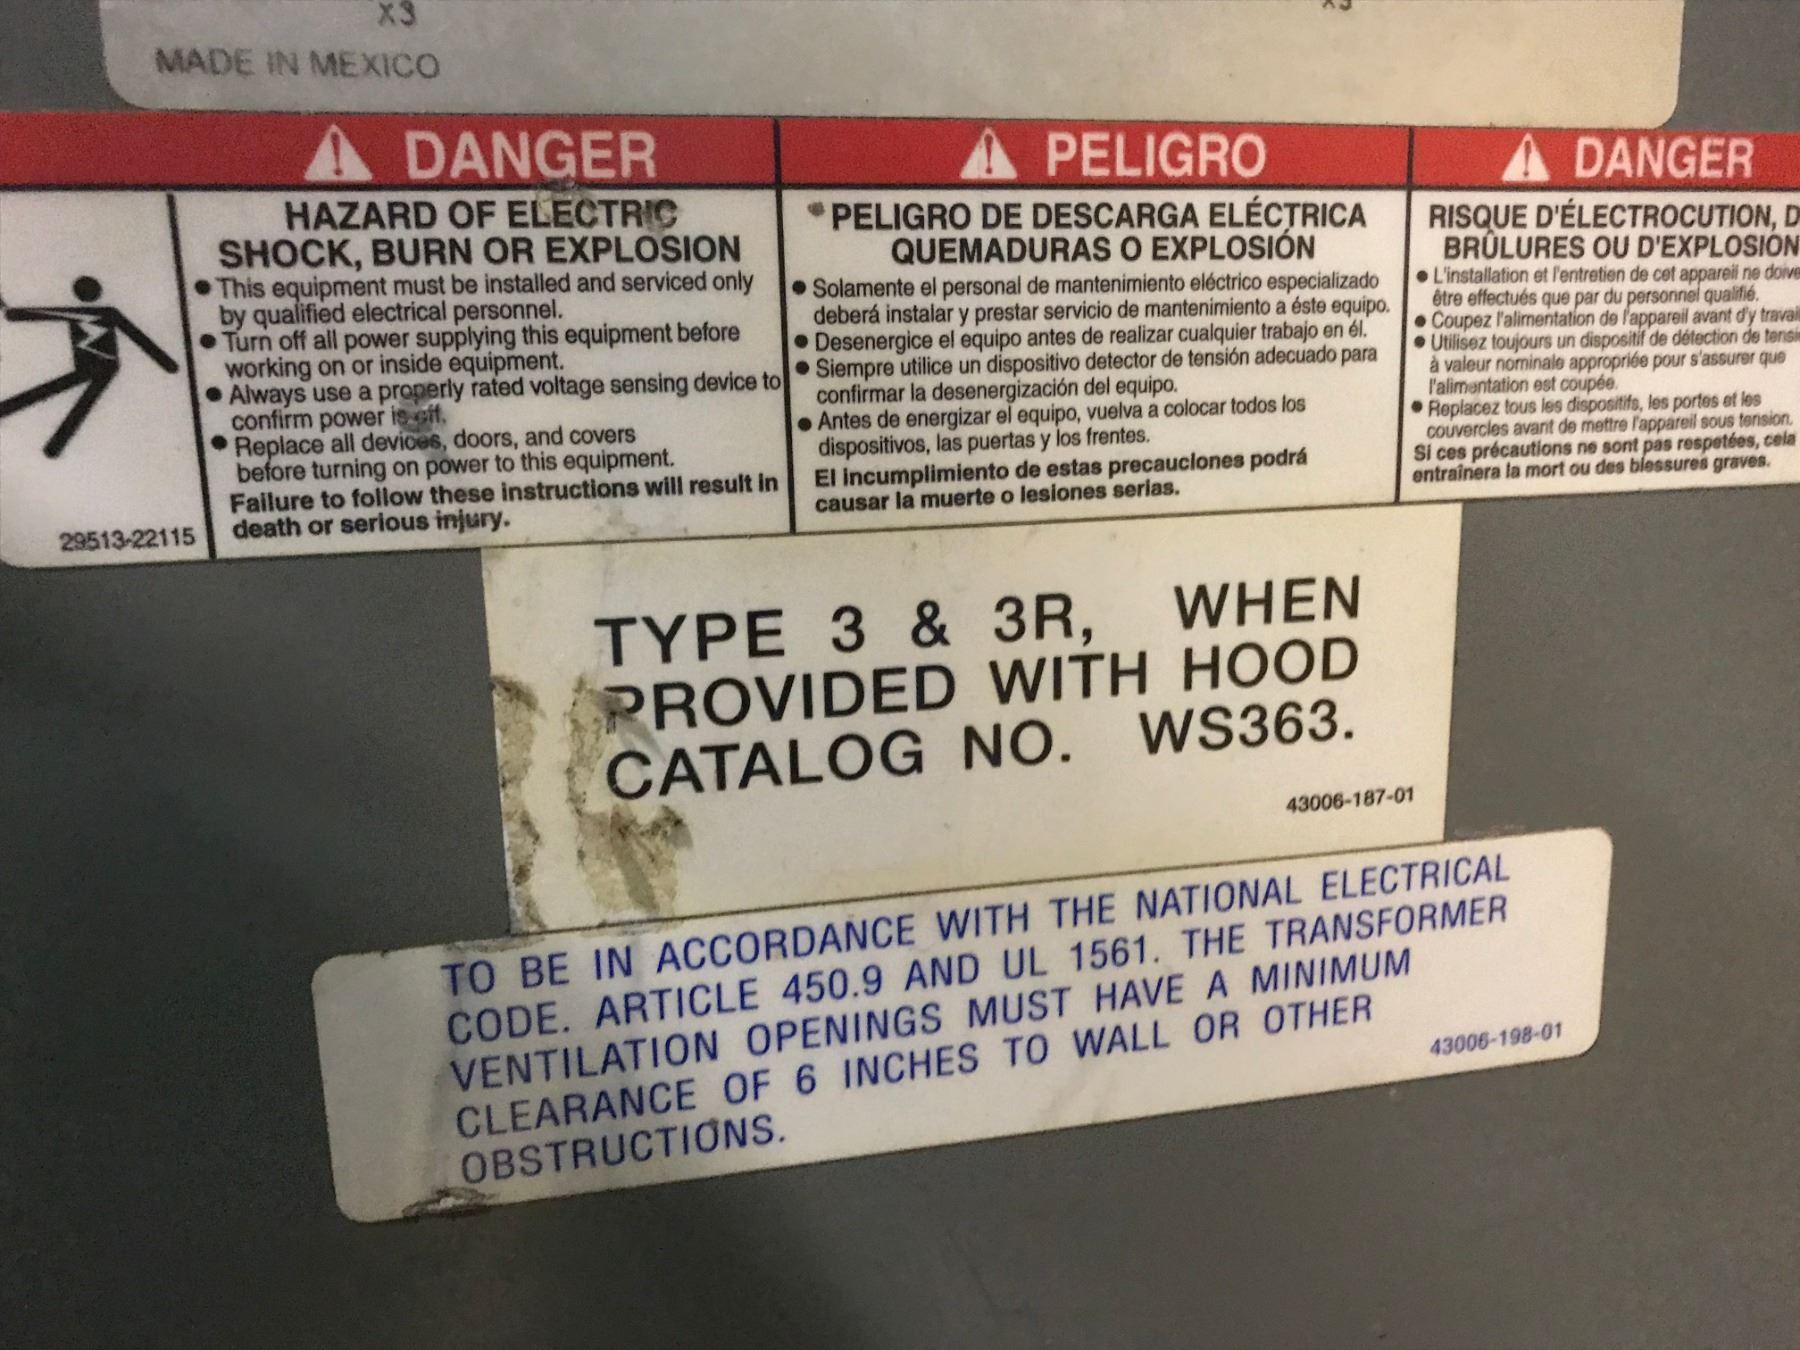 X3
X3
MADE IN MEXICO
DANGER
HAZARD OF ELECTRIC
SHOCK, BURN OR EXPLOSION
● This equipment must be installed and serviced only
by qualified electrical personnel.
● Turn off all power supplying this equipment before
working on or inside equipment.
● Always use a properly rated voltage sensing device to
confirm power is off.
● Replace all devices, doors, and covers
before turning on power to this equipment.
Failure to follow these instructions will result in
death or serious injury.
29513-22115
PELIGRO
PELIGRO DE DESCARGA ELÉCTRICA
QUEMADURAS O EXPLOSIÓN
● Solamente el personal de mantenimiento eléctrico especializado
deberá instalar y prestar servicio de mantenimiento a éste equipo.
● Desenergice el equipo antes de realizar cualquier trabajo en él.
● Siempre utilice un dispositivo detector de tensión adecuado para
confirmar la desenergización del equipo.
● Antes de energizar el equipo, vuelva a colocar todos los
dispositivos, las puertas y los frentes.
El incumplimiento de estas precauciones podrá
causar la muerte o lesiones serias.
DANGER
RISQUE D'ÉLECTROCUTION, D
BRÛLURES OU D'EXPLOSION
● L'installation et l'entretien de cet appareil ne doive
être effectués que par du personnel qualifié.
● Coupez l'alimentation de l'appareil avant d'y travail
● Utilisez toujours un dispositif de détection de tensi
à valeur nominale appropriée pour s'assurer que
l'alimentation est coupée.
● Replacez tous les dispositifs, les portes et les
couvercles avant de mettre l'appareil sous tension.
Si ces précautions ne sont pas respetées, cela
entraînera la mort ou des blessures graves.
TYPE 3 & 3R, WHEN
PROVIDED WITH HOOD
CATALOG NO. WS363.
43006-187-01
TO BE IN ACCORDANCE WITH THE NATIONAL ELECTRICAL
CODE. ARTICLE 450.9 AND UL 1561. THE TRANSFORMER
VENTILATION OPENINGS MUST HAVE A MINIMUM
CLEARANCE OF 6 INCHES TO WALL OR OTHER
OBSTRUCTIONS.
43006-198-01